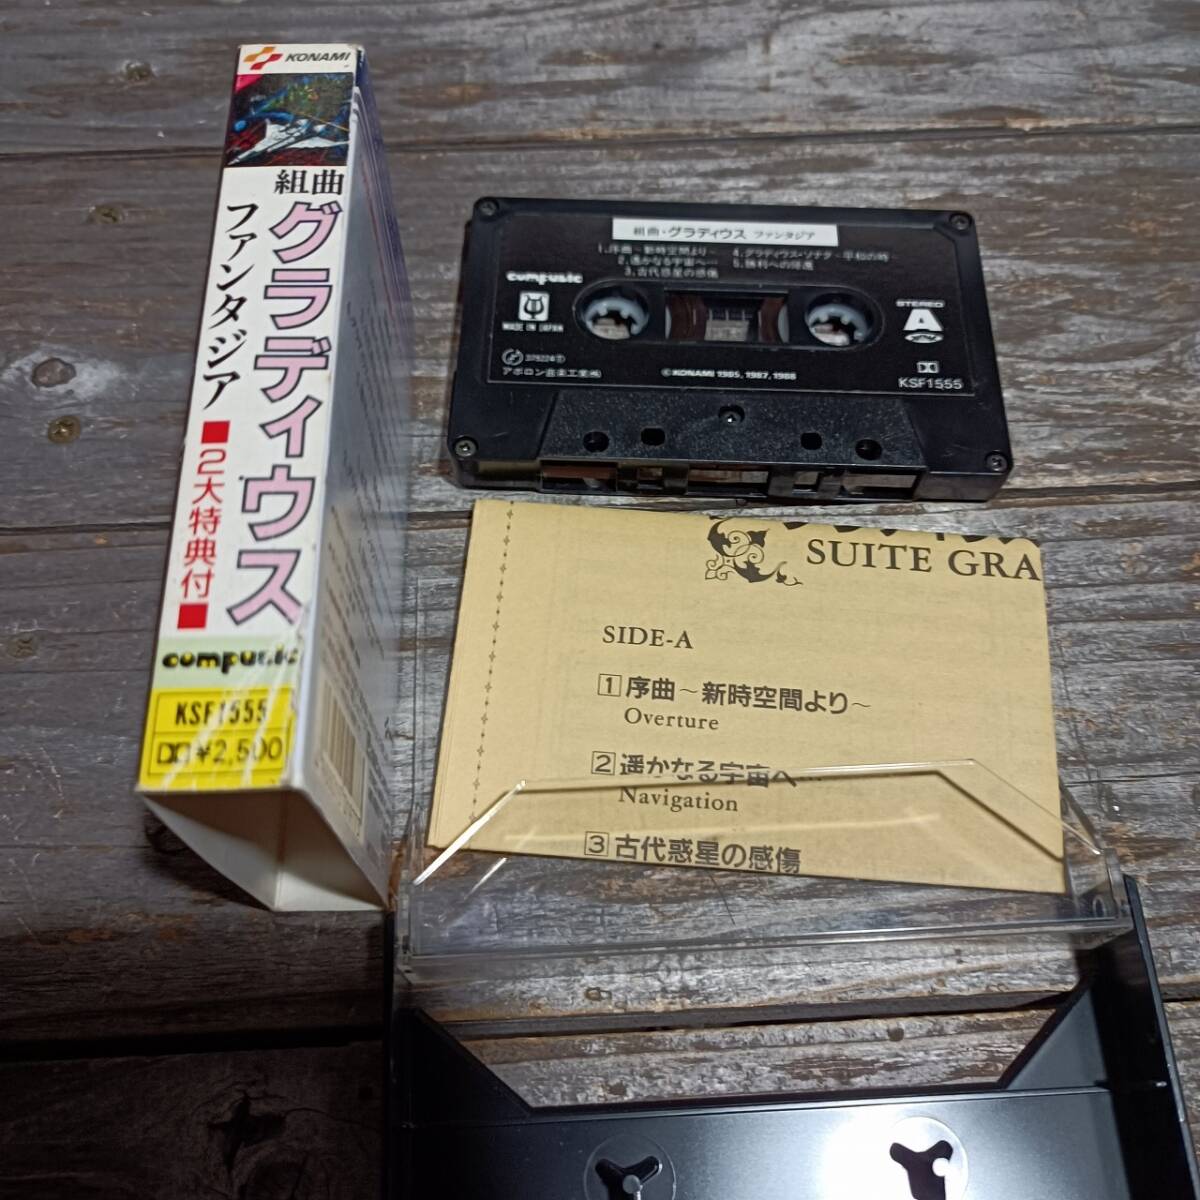 KONAMI
組曲
グラディウス
ファンタジア
■2大特典付■
compusic
KSF1555
¥2,500
組曲・グラディウス ファンタジア
1.序曲~新時空間より~
2.遥かなる宇宙へ…
3.古代惑星の感傷
4.グラディウス・ソナタ~平和の時~
5.勝利への陸進
compusic
MADE IN JAPAN
STEREO
A
アポロン音楽工業㈱
©KONAMI 1985, 1987, 1988
KSF1555
SUITE GRA
SIDE-A
1 序曲~新時空間より~
Overture
2 遥かなる宇宙へ…
Navigation
3 古代惑星の感傷